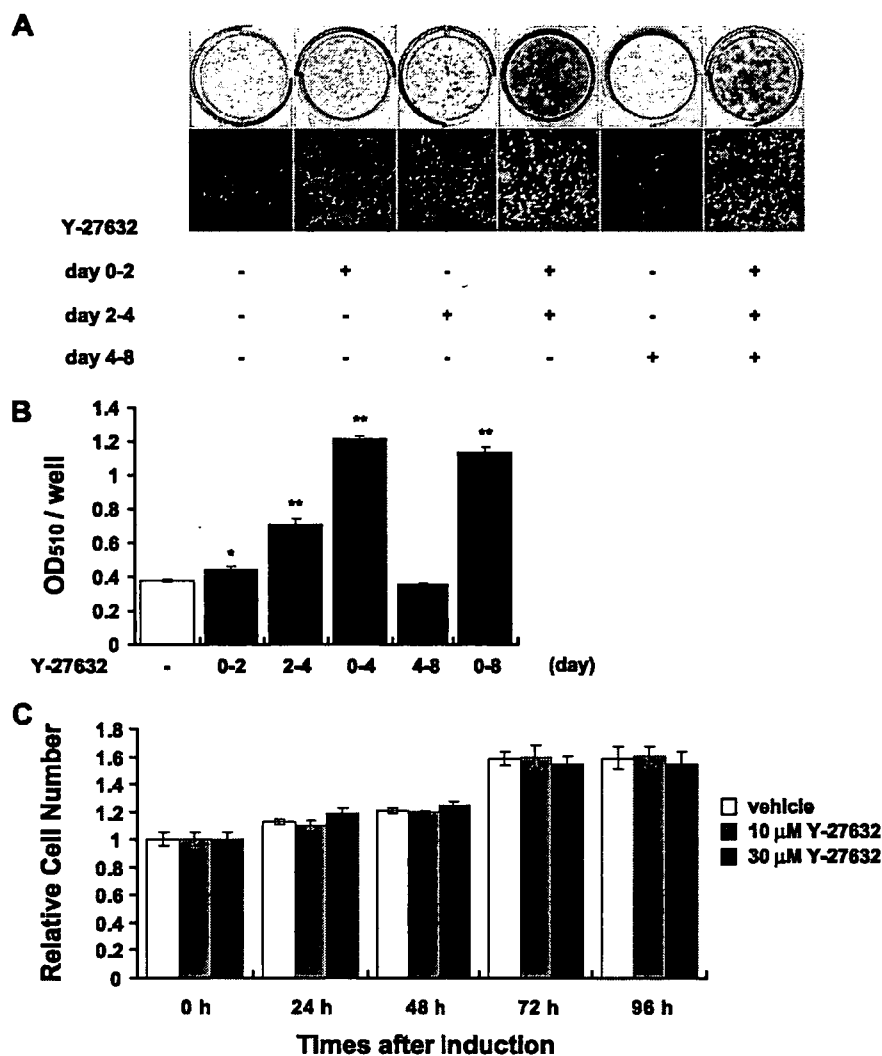 A
Y-27632
day 0-2 - + - + - +
day 2-4 - - + + - +
day 4-8 - - - - + +
B
OD510 / well
1.4
1.2
1
0.8
0.6
0.4
0.2
0
* ** ** **
Y-27632 - 0-2 2-4 0-4 4-8 0-8 (day)
C
Relative Cell Number
1.8
1.6
1.4
1.2
1
0.8
0.6
0.4
0.2
0
vehicle
10 µM Y-27632
30 µM Y-27632
0 h 24 h 48 h 72 h 96 h
Times after induction